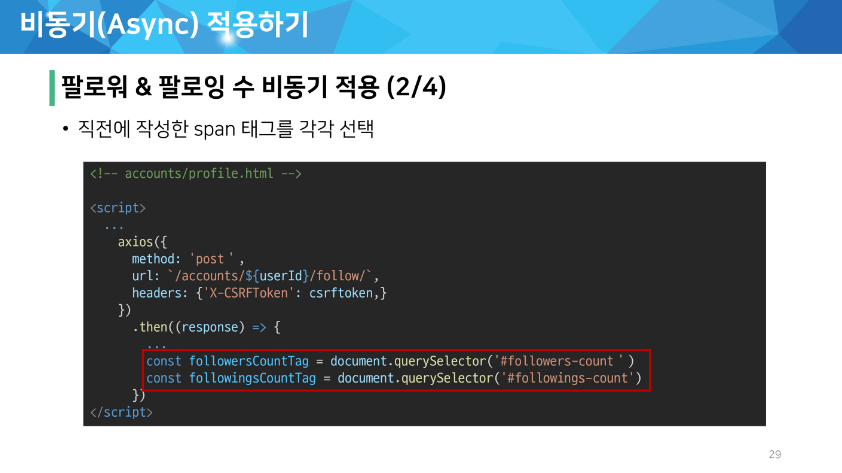 비동기(Async) 적용하기
팔로워 & 팔로잉 수 비동기 적용 (2/4)
• 직전에 작성한 span 태그를 각각 선택
<!-- accounts/profile.html -->
<script>
...
axios({
method: 'post',
url: `/accounts/${userId}/follow/`,
headers: {'X-CSRFToken': csrftoken,}
})
.then((response) => {
...
const followersCountTag = document.querySelector('#followers-count')
const followingsCountTag = document.querySelector('#followings-count')
})
</script>
29